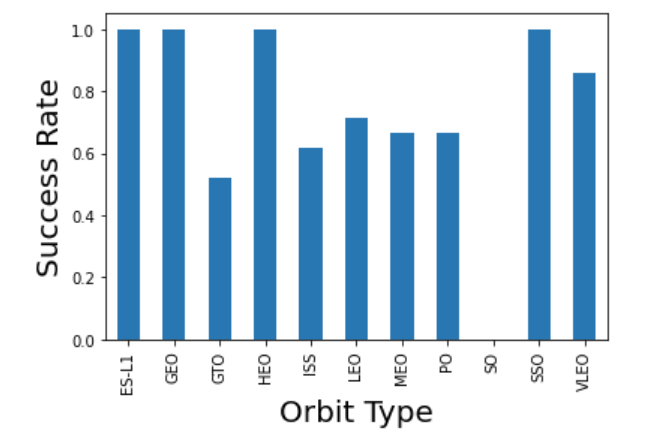 Success Rate
1.0
0.8
0.6
0.4
0.2
0.0
ES-L1
GEO
GTO
HEO
ISS
LEO
MEO
PO
SO
SSO
VLEO
Orbit Type